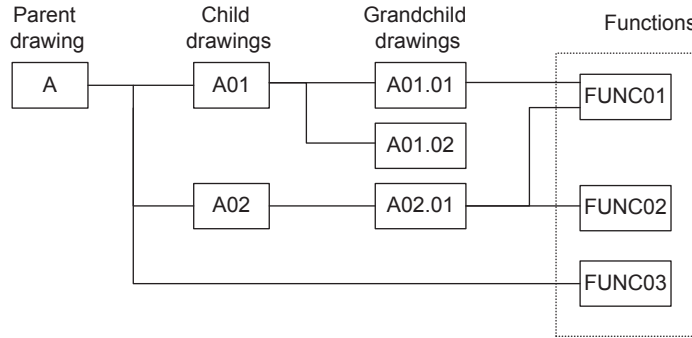 Parent
drawing
Child
drawings
Grandchild
drawings
Functions
A
A01
A01.01
FUNC01
A01.02
A02
A02.01
FUNC02
FUNC03